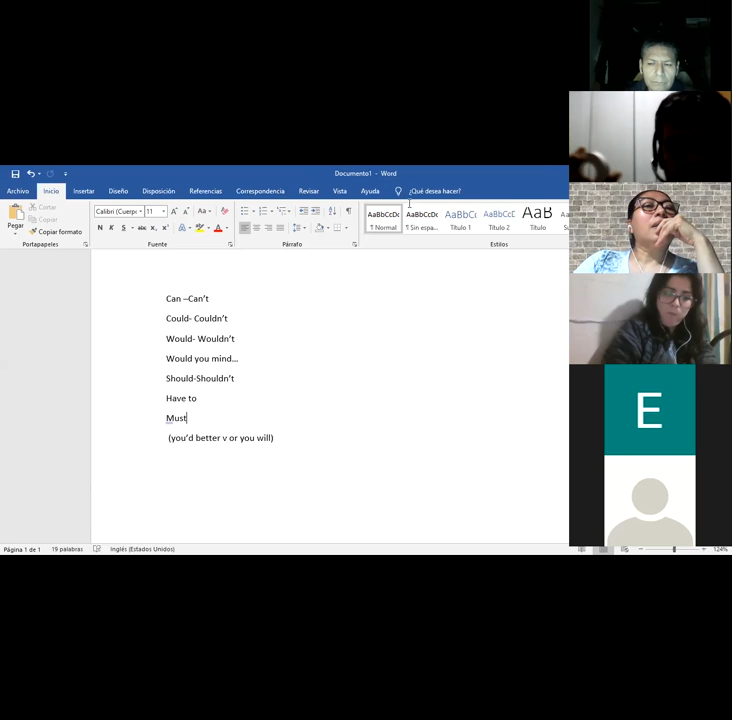 Documento1 - Word
Archivo Inicio Insertar Diseño Disposición Referencias Correspondencia Revisar Vista Ayuda ¿Qué desea hacer?
Pegar
Cortar
Copiar
Copiar formato
Portapapeles
Calibri (Cuerpo 11
Fuente
Párrafo
AaBbCcDc AaBbCcDc AaBbC( AaBbCcD AaB
¶ Normal ¶ Sin espa... Título 1 Título 2 Título
Estilos
Can –Can't
Could- Couldn't
Would- Wouldn't
Would you mind...
Should-Shouldn't
Have to
Must
(you'd better v or you will)
E
Página 1 de 1 19 palabras Inglés (Estados Unidos) 124%